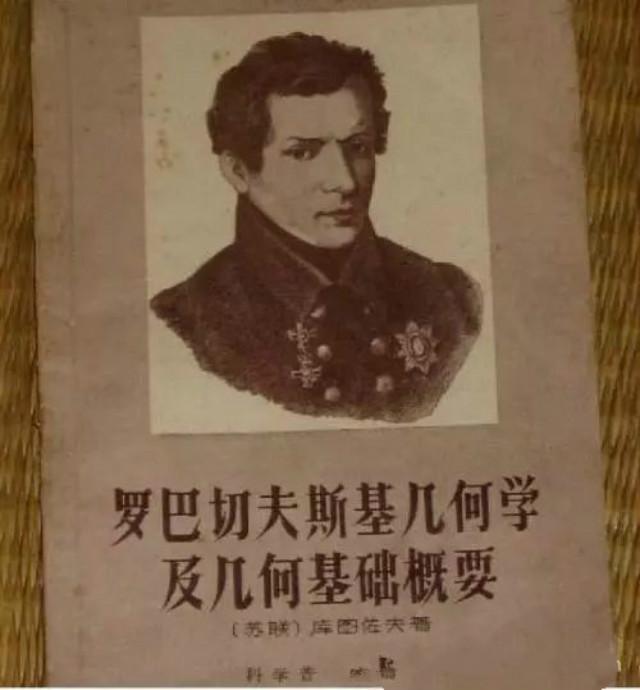 罗巴切夫斯基几何学
及几何基础概要
(苏联) 库图佐夫著
科学普